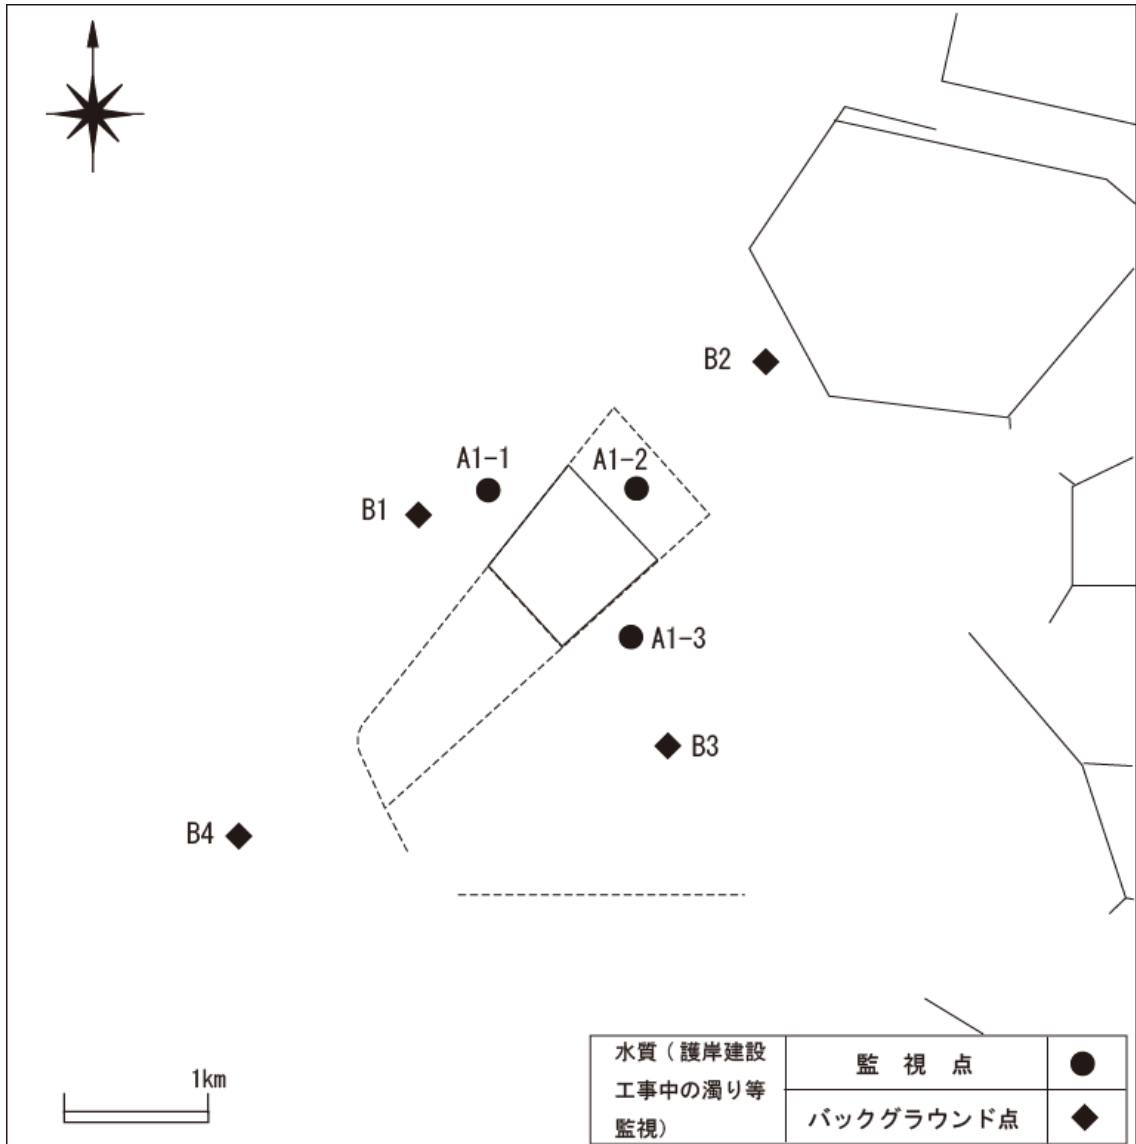 B2
A1-1
A1-2
B1
A1-3
B3
B4
1km
水質（護岸建設
工事中の濁り等
監視）
監 視 点
バックグラウンド点